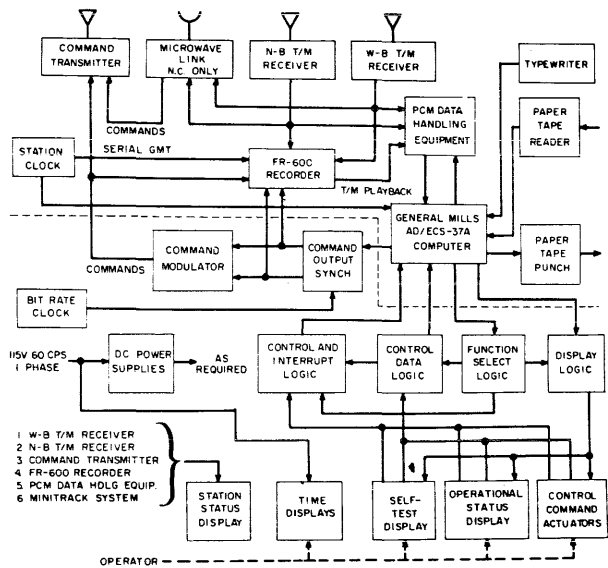 COMMAND
TRANSMITTER
MICROWAVE
LINK
N.C. ONLY
N-B T/M
RECEIVER
W-B T/M
RECEIVER
TYPEWRITER
COMMANDS
PCM DATA
HANDLING
EQUIPMENT
PAPER
TAPE
READER
STATION
CLOCK
SERIAL GMT
FR-600
RECORDER
T/M PLAYBACK
GENERAL MILLS
AD/ECS-37A
COMPUTER
COMMANDS
COMMAND
MODULATOR
COMMAND
OUTPUT
SYNCH
PAPER
TAPE
PUNCH
BIT RATE
CLOCK
115V 60 CPS
1 PHASE
DC POWER
SUPPLIES
AS
REQUIRED
CONTROL AND
INTERRUPT
LOGIC
CONTROL
DATA
LOGIC
FUNCTION
SELECT
LOGIC
DISPLAY
LOGIC
1 W-B T/M RECEIVER
2 N-B T/M RECEIVER
3 COMMAND TRANSMITTER
4 FR-600 RECORDER
5. PCM DATA HDLG EQUIP.
6 MINITRACK SYSTEM
STATION
STATUS
DISPLAY
TIME
DISPLAYS
SELF-
TEST
DISPLAY
OPERATIONAL
STATUS
DISPLAY
CONTROL
COMMAND
ACTUATORS
OPERATOR